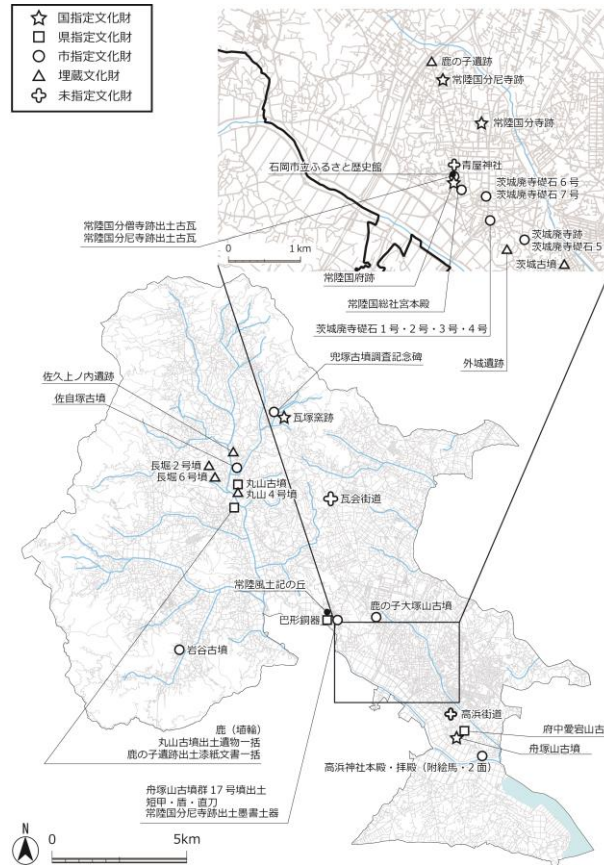 国指定文化財
県指定文化財
市指定文化財
埋蔵文化財
未指定文化財
鹿の子遺跡
常陸国分尼寺跡
常陸国分寺跡
青屋神社
石岡市立ふるさと歴史館
茨城廃寺礎石6号
茨城廃寺礎石7号
常陸国分僧寺跡出土古瓦
常陸国分尼寺跡出土古瓦
茨城廃寺跡
茨城廃寺礎石5
茨城古墳
0
1km
常陸国府跡
常陸国総社宮本殿
茨城廃寺礎石1号・2号・3号・4号
外城遺跡
兜塚古墳調査記念碑
佐久上ノ内遺跡
佐自塚古墳
瓦塚窯跡
長堀2号墳
長堀6号墳
丸山古墳
丸山4号墳
瓦会街道
常陸風土記の丘
巴形銅器
鹿の子大塚山古墳
岩谷古墳
高浜街道
鹿（埴輪）
丸山古墳出土遺物一括
鹿の子遺跡出土漆紙文書一括
府中愛宕山古
舟塚山古墳
高浜神社本殿・拝殿（附絵馬・2面）
舟塚山古墳群17号墳出土
短甲・盾・直刀
常陸国分尼寺跡出土墨書土器
N
0
5km